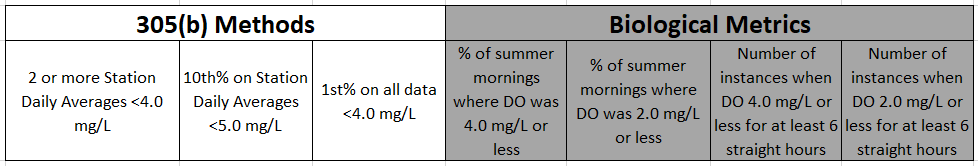 305(b) Methods
Biological Metrics
2 or more Station
Daily Averages <4.0
mg/L
10th% on Station
Daily Averages
<5.0 mg/L
1st% on all data
<4.0 mg/L
% of summer
mornings
where DO was
4.0 mg/L or
less
% of summer
mornings where
DO was 2.0 mg/L
or less
Number of
instances when
DO 4.0 mg/L or
less for at least 6
straight hours
Number of
instances when
DO 2.0 mg/L or
less for at least 6
straight hours